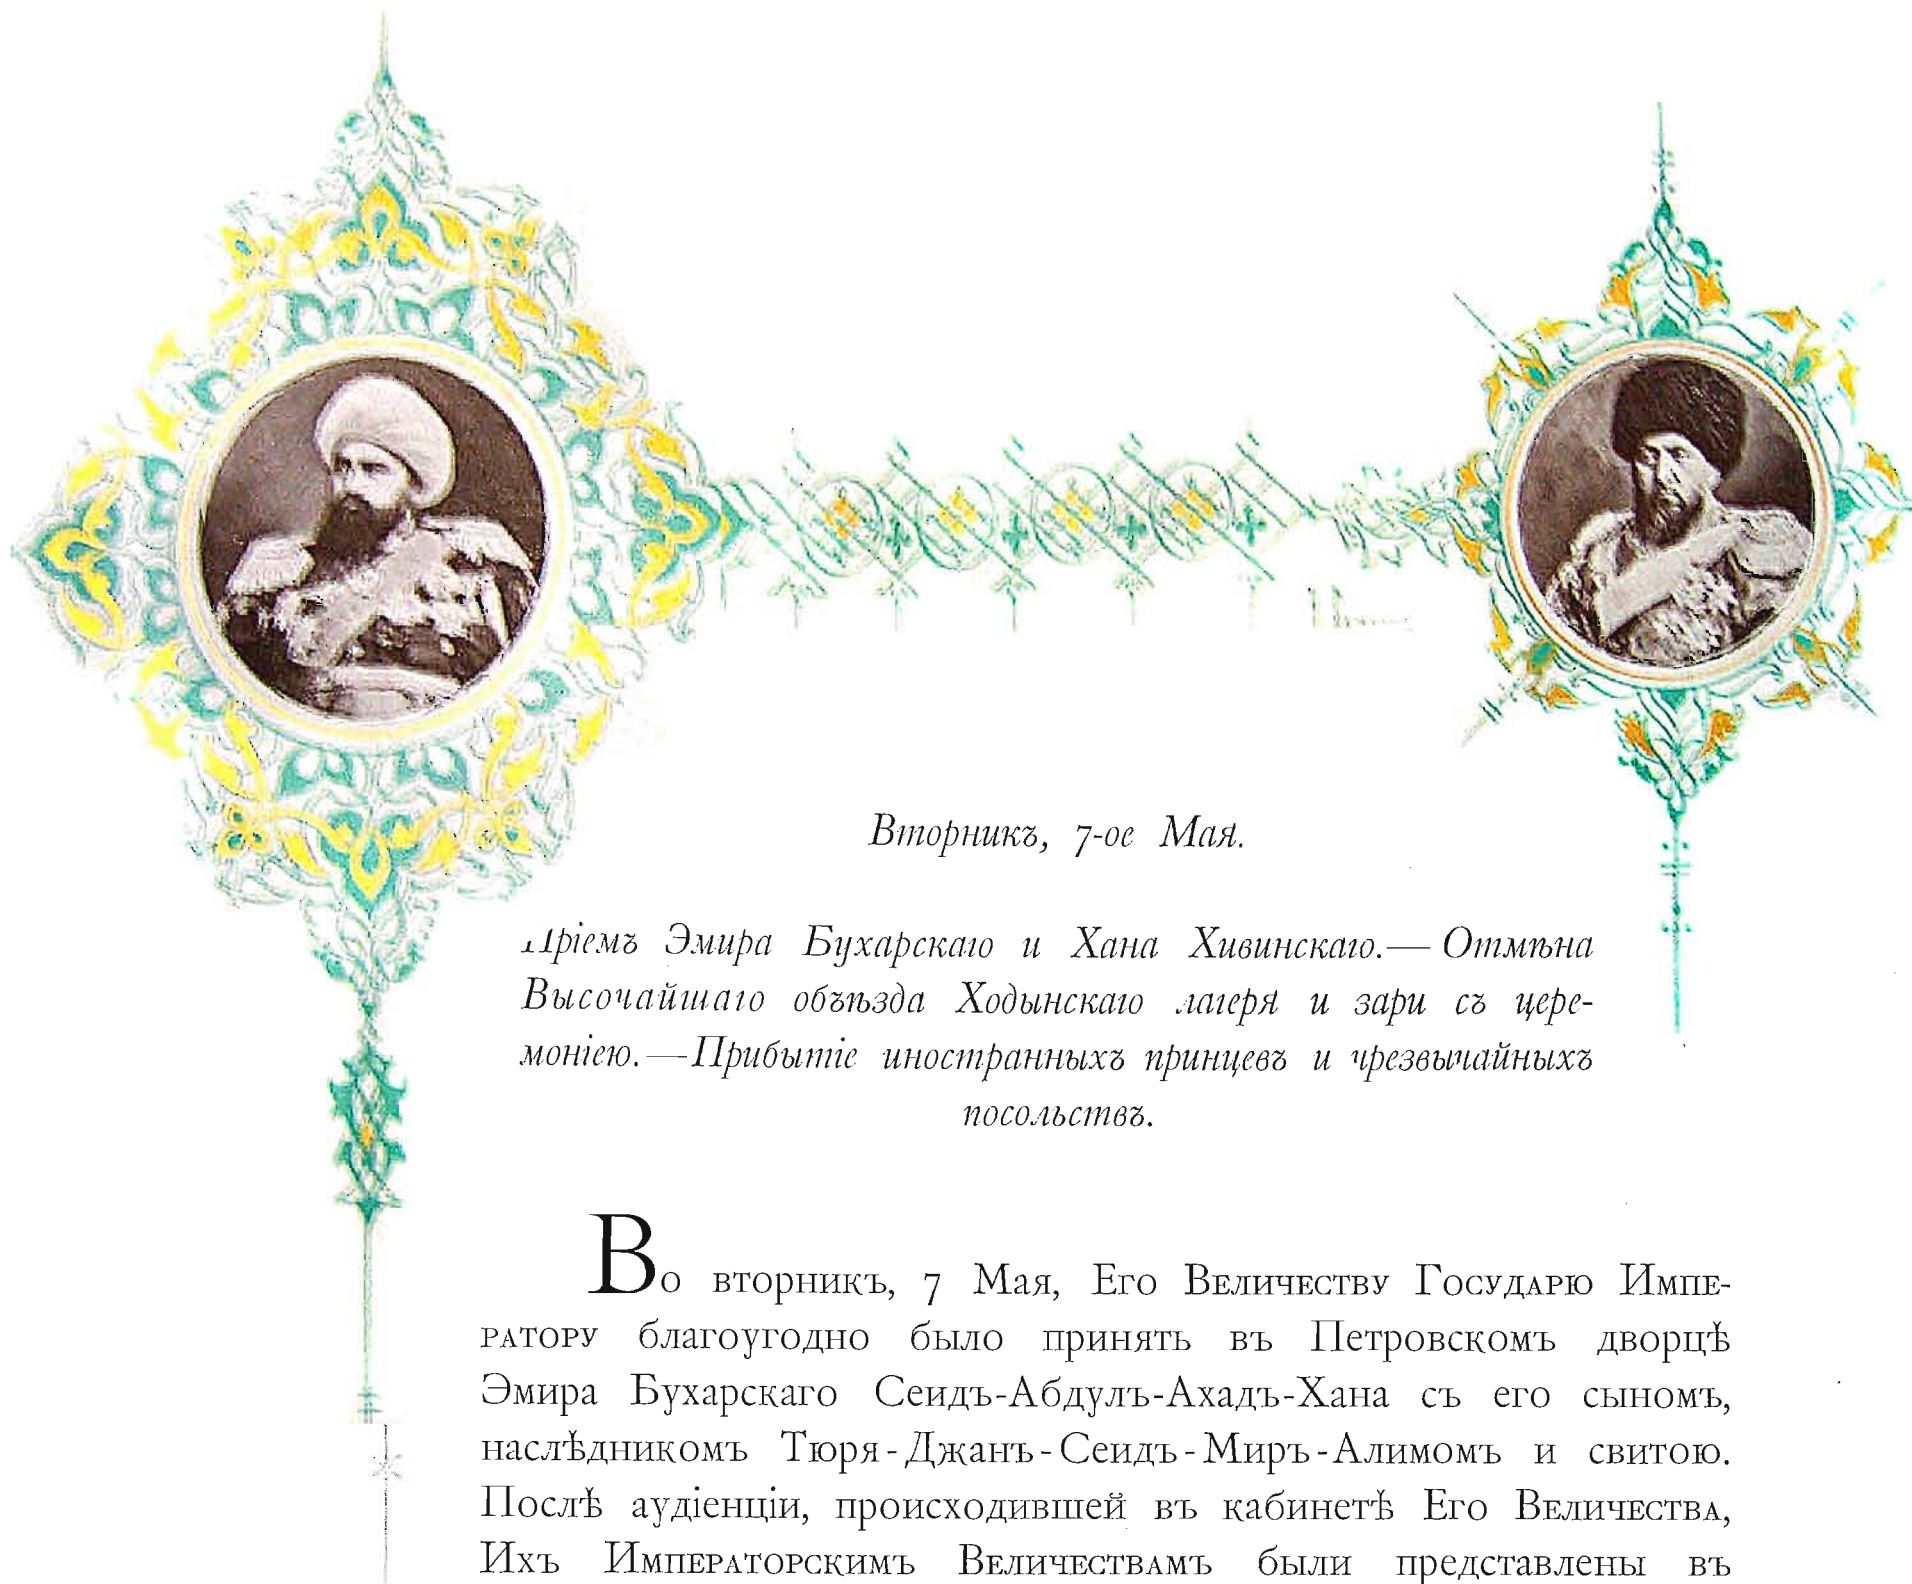 Вторникъ, 7-ое Мая.
Пріемъ Эмира Бухарскаго и Хана Хивинскаго.— Отмѣна
Высочайшаго объѣзда Ходынскаго лагеря и зари съ цере-
моніею.—Прибытіе иностранныхъ принцевъ и чрезвычайныхъ
посольствъ.
Во вторникъ, 7 Мая, Его Величеству Государю Импе-
ратору благоугодно было принять въ Петровскомъ дворцѣ
Эмира Бухарскаго Сеидъ-Абдулъ-Ахадъ-Хана съ его сыномъ,
наслѣдникомъ Тюря-Джанъ-Сеидъ-Миръ-Алимомъ и свитою.
Послѣ аудіенціи, происходившей въ кабинетѣ Его Величества,
Ихъ Императорскимъ Величествамъ были представлены въ